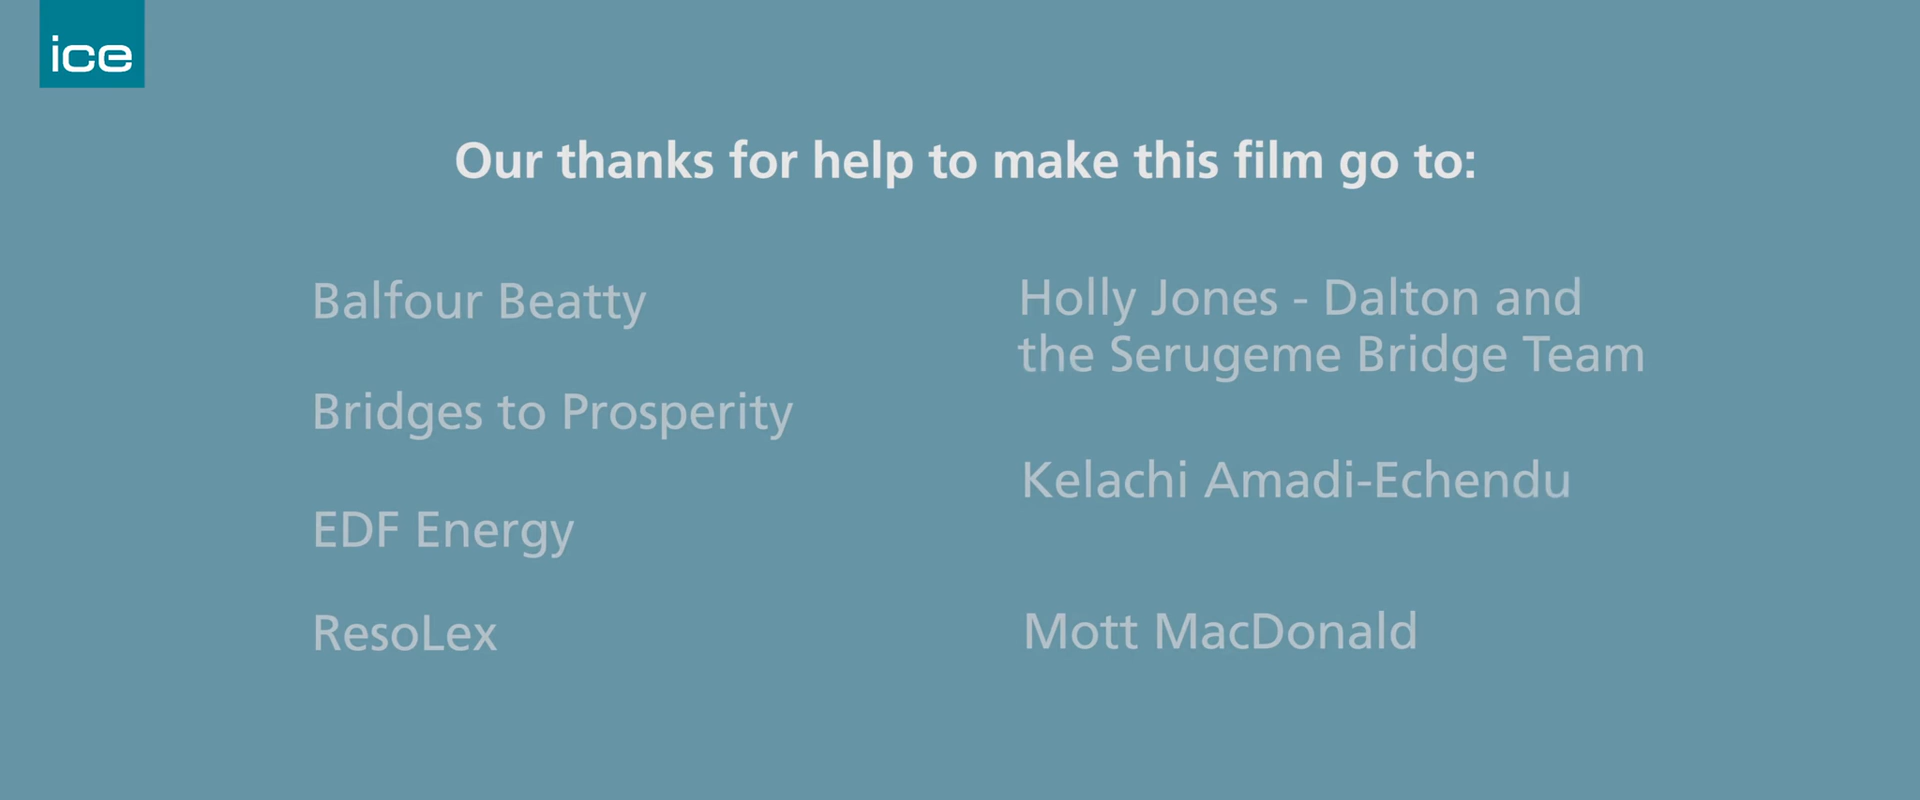 ice
Our thanks for help to make this film go to:
Balfour Beatty
Bridges to Prosperity
EDF Energy
ResoLex
Holly Jones - Dalton and
the Serugeme Bridge Team
Kelachi Amadi-Echendu
Mott MacDonald